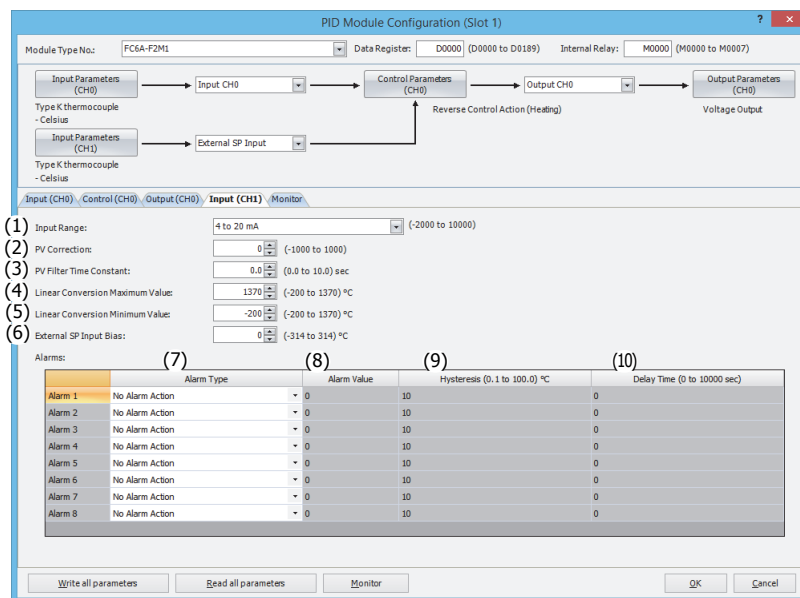 PID Module Configuration (Slot 1)
? ×
Module Type No.: FC6A-F2M1 Data Register: D0000 (D0000 to D0189) Internal Relay: M0000 (M0000 to M0007)
Input Parameters (CH0) Input CH0 Control Parameters (CH0) Output CH0 Output Parameters (CH0)
Type K thermocouple
- Celsius
Reverse Control Action (Heating)
Voltage Output
Input Parameters (CH1) External SP Input
Type K thermocouple
- Celsius
Input (CH0) Control (CH0) Output (CH0) Input (CH1) Monitor
(1) Input Range: 4 to 20 mA (-2000 to 10000)
(2) PV Correction: 0 (-1000 to 1000)
(3) PV Filter Time Constant: 0.0 (0.0 to 10.0) sec
(4) Linear Conversion Maximum Value: 1370 (-200 to 1370) °C
(5) Linear Conversion Minimum Value: -200 (-200 to 1370) °C
(6) External SP Input Bias: 0 (-314 to 314) °C
Alarms:
(7) (8) (9) (10)
Alarm Type Alarm Value Hysteresis (0.1 to 100.0) °C Delay Time (0 to 10000 sec)
Alarm 1 No Alarm Action 0 10 0
Alarm 2 No Alarm Action 0 10 0
Alarm 3 No Alarm Action 0 10 0
Alarm 4 No Alarm Action 0 10 0
Alarm 5 No Alarm Action 0 10 0
Alarm 6 No Alarm Action 0 10 0
Alarm 7 No Alarm Action 0 10 0
Alarm 8 No Alarm Action 0 10 0
Write all parameters Read all parameters Monitor OK Cancel